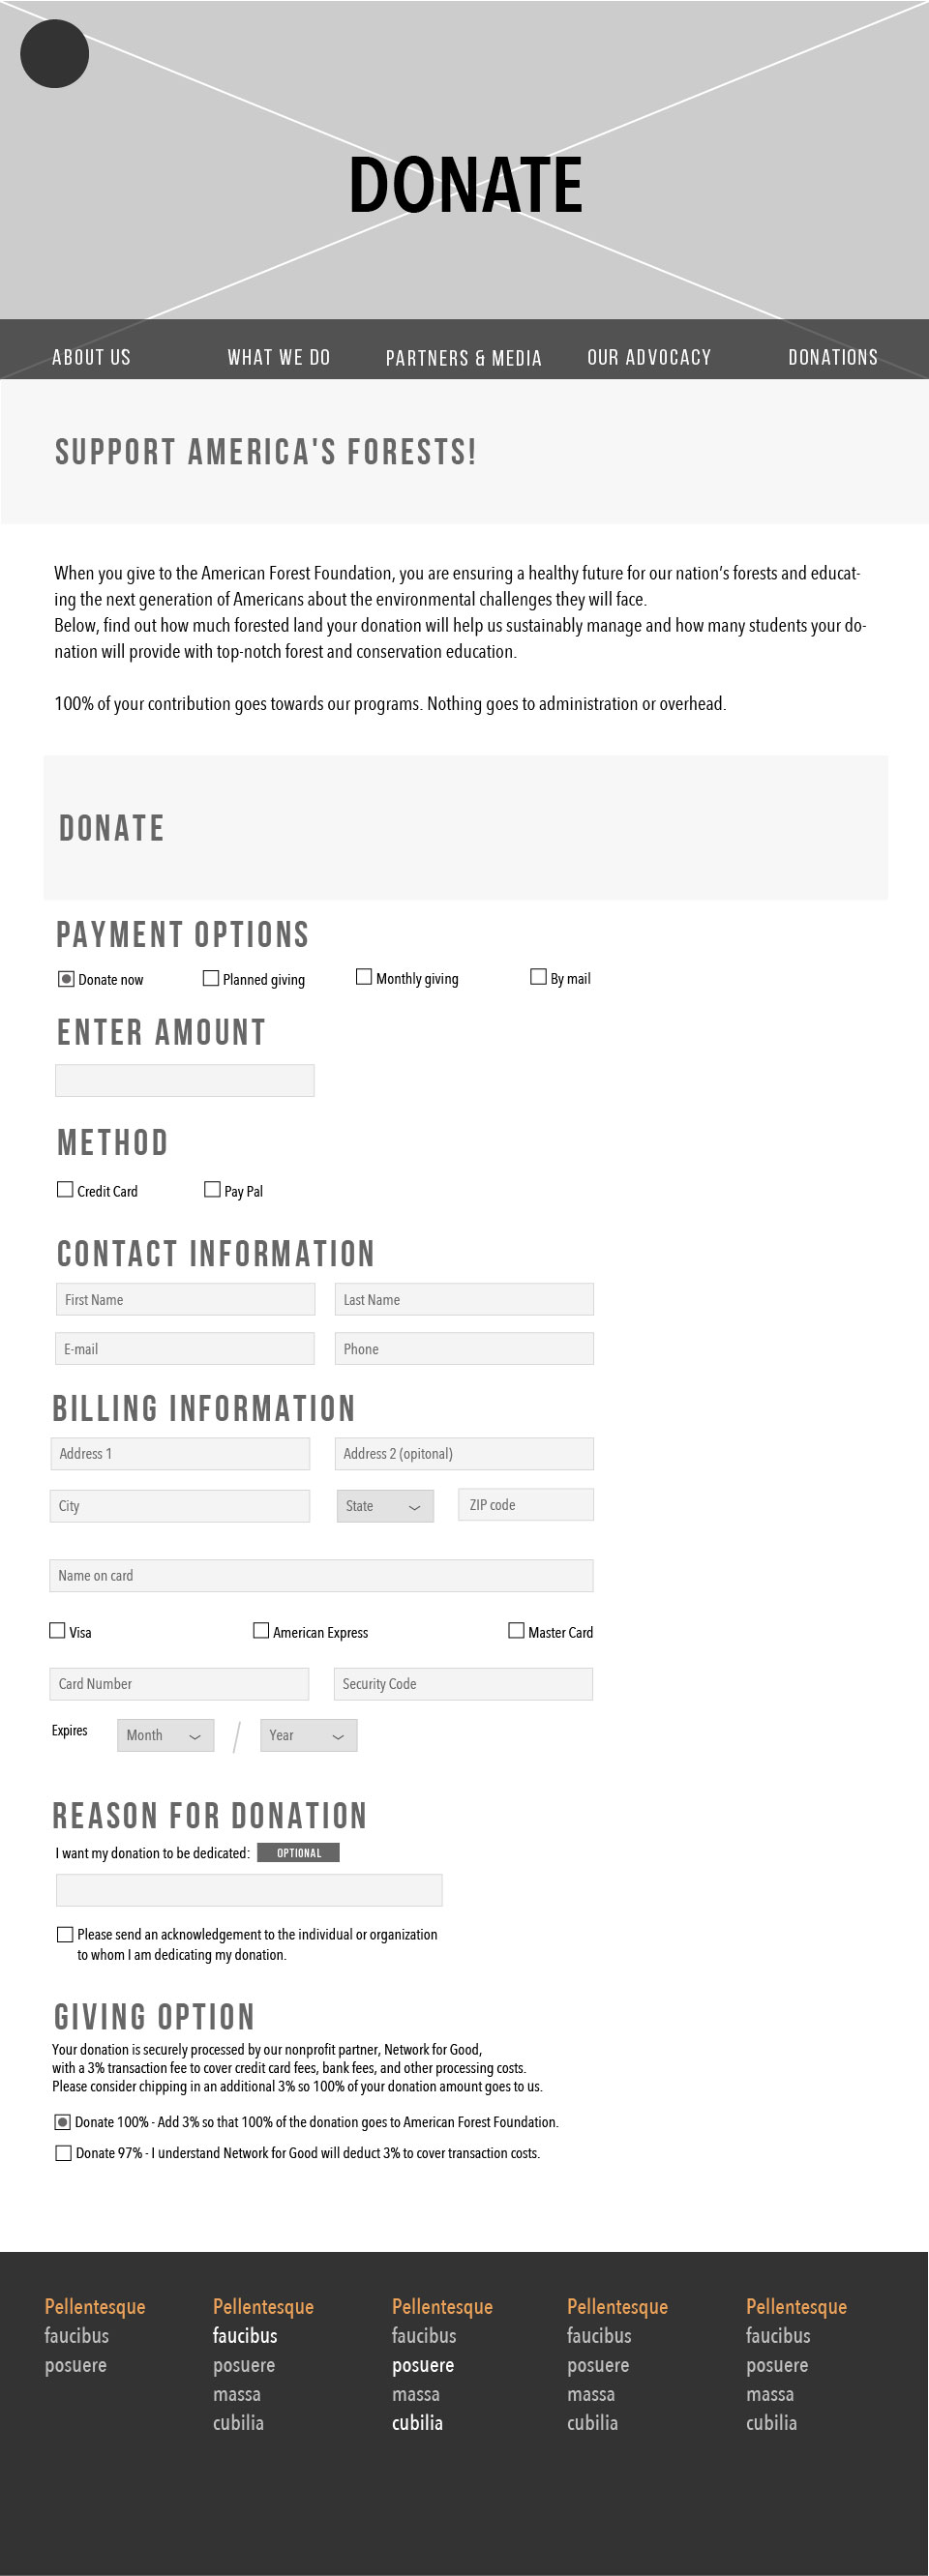 DONATE
ABOUT US WHAT WE DO PARTNERS & MEDIA OUR ADVOCACY DONATIONS
SUPPORT AMERICA'S FORESTS!
When you give to the American Forest Foundation, you are ensuring a healthy future for our nation’s forests and educat-
ing the next generation of Americans about the environmental challenges they will face.
Below, find out how much forested land your donation will help us sustainably manage and how many students your do-
nation will provide with top-notch forest and conservation education.
100% of your contribution goes towards our programs. Nothing goes to administration or overhead.
DONATE
PAYMENT OPTIONS
Donate now Planned giving Monthly giving By mail
ENTER AMOUNT
METHOD
Credit Card Pay Pal
CONTACT INFORMATION
First Name Last Name
E-mail Phone
BILLING INFORMATION
Address 1 Address 2 (opitonal)
City State ZIP code
Name on card
Visa American Express Master Card
Card Number Security Code
Expires Month / Year
REASON FOR DONATION
I want my donation to be dedicated: OPTIONAL
Please send an acknowledgement to the individual or organization
to whom I am dedicating my donation.
GIVING OPTION
Your donation is securely processed by our nonprofit partner, Network for Good,
with a 3% transaction fee to cover credit card fees, bank fees, and other processing costs.
Please consider chipping in an additional 3% so 100% of your donation amount goes to us.
Donate 100% - Add 3% so that 100% of the donation goes to American Forest Foundation.
Donate 97% - I understand Network for Good will deduct 3% to cover transaction costs.
Pellentesque Pellentesque Pellentesque Pellentesque Pellentesque
faucibus faucibus faucibus faucibus faucibus
posuere posuere posuere posuere posuere
massa massa massa massa
cubilia cubilia cubilia cubilia